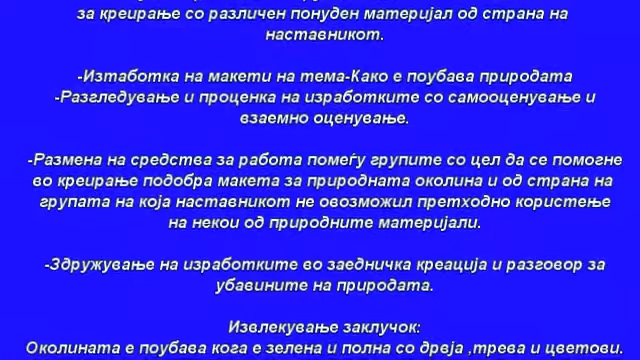 за креирање со различен понуден материјал од страна на
наставникот.
-Изтаботка на макети на тема-Како е поубава природата
-Разгледување и проценка на изработките со самооценување и
взаемно оценување.
-Размена на средства за работа помеѓу групите со цел да се помогне
во креирање подобра макета за природната околина и од страна на
групата на која наставникот не овозможил претходно користење
на некои од природните материјали.
-Здружување на изработките во заедничка креација и разговор за
убавините на природата.
Извлекување заклучок:
Околината е поубава кога е зелена и полна со дрвја ,трева и цветови.